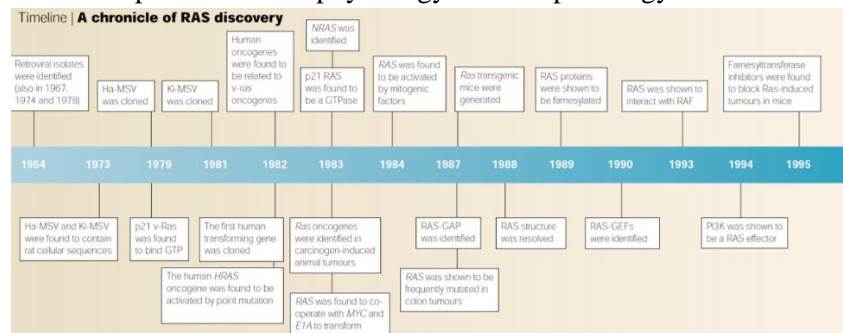 Timeline | A chronicle of RAS discovery
NRAS was
identified
Human
oncogenes
were found to
be related to
v-ras
oncogenes
Retroviral isolates
were identified
(also in 1967,
1974 and 1978)
Ha-MSV
was cloned
Ki-MSV
was cloned
p21 RAS
was found to
be a GTPase
RAS was found
to be activated
by mitogenic
factors
Ras transgenic
mice were
generated
RAS proteins
were shown to
be farnesylated
RAS was shown to
interact with RAF
Farnesyltransferase
inhibitors were found
to block Ras-induced
tumours in mice
1964 1973 1979 1981 1982 1983 1984 1987 1988 1989 1990 1993 1994 1995
Ha-MSV and Ki-MSV
were found to contain
rat cellular sequences
p21 v-Ras
was found
to bind GTP
The first human
transforming gene
was cloned
The human HRAS
oncogene was found to be
activated by point mutation
Ras oncogenes
were identified in
carcinogen-induced
animal tumours
RAS was found to co-
operate with MYC and
E1A to transform
RAS-GAP
was identified
RAS was shown to be
frequently mutated in
colon tumours
RAS structure
was resolved
RAS-GEFs
were identified
PI3K was shown to
be a RAS effector